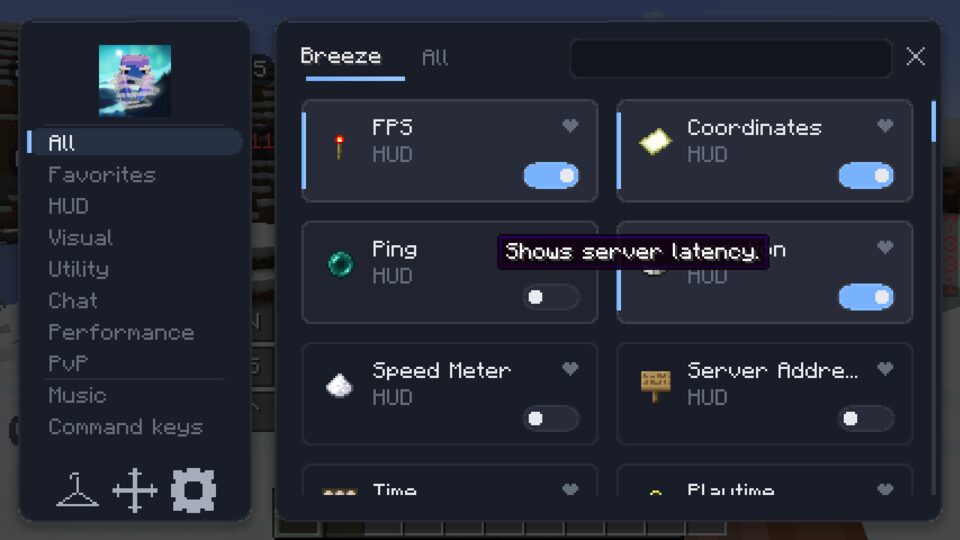 Breeze
All
All
Favorites
HUD
Visual
Utility
Chat
Performance
PvP
Music
Command keys
FPS
HUD
Coordinates
HUD
Ping
HUD
Shows server latency.
HUD
Speed Meter
HUD
Server Addre...
HUD
Time
Playtime